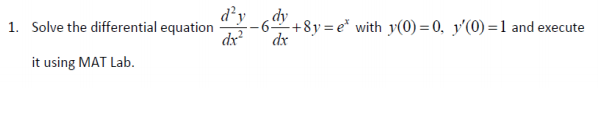 1. Solve the differential equation d²y/dx² − 6 dy/dx + 8y = eˣ with y(0) = 0, y′(0) = 1 and execute
it using MAT Lab.